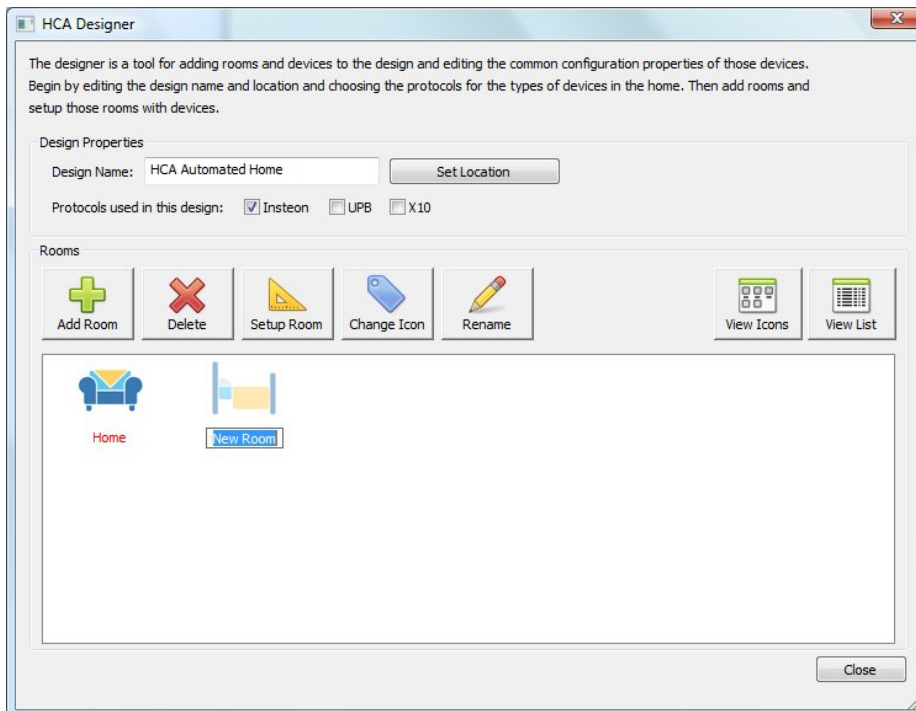 HCA Designer
The designer is a tool for adding rooms and devices to the design and editing the common configuration properties of those devices.
Begin by editing the design name and location and choosing the protocols for the types of devices in the home. Then add rooms and
setup those rooms with devices.
Design Properties
Design Name: HCA Automated Home Set Location
Protocols used in this design: Insteon UPB X10
Rooms
Add Room Delete Setup Room Change Icon Rename View Icons View List
Home New Room
Close